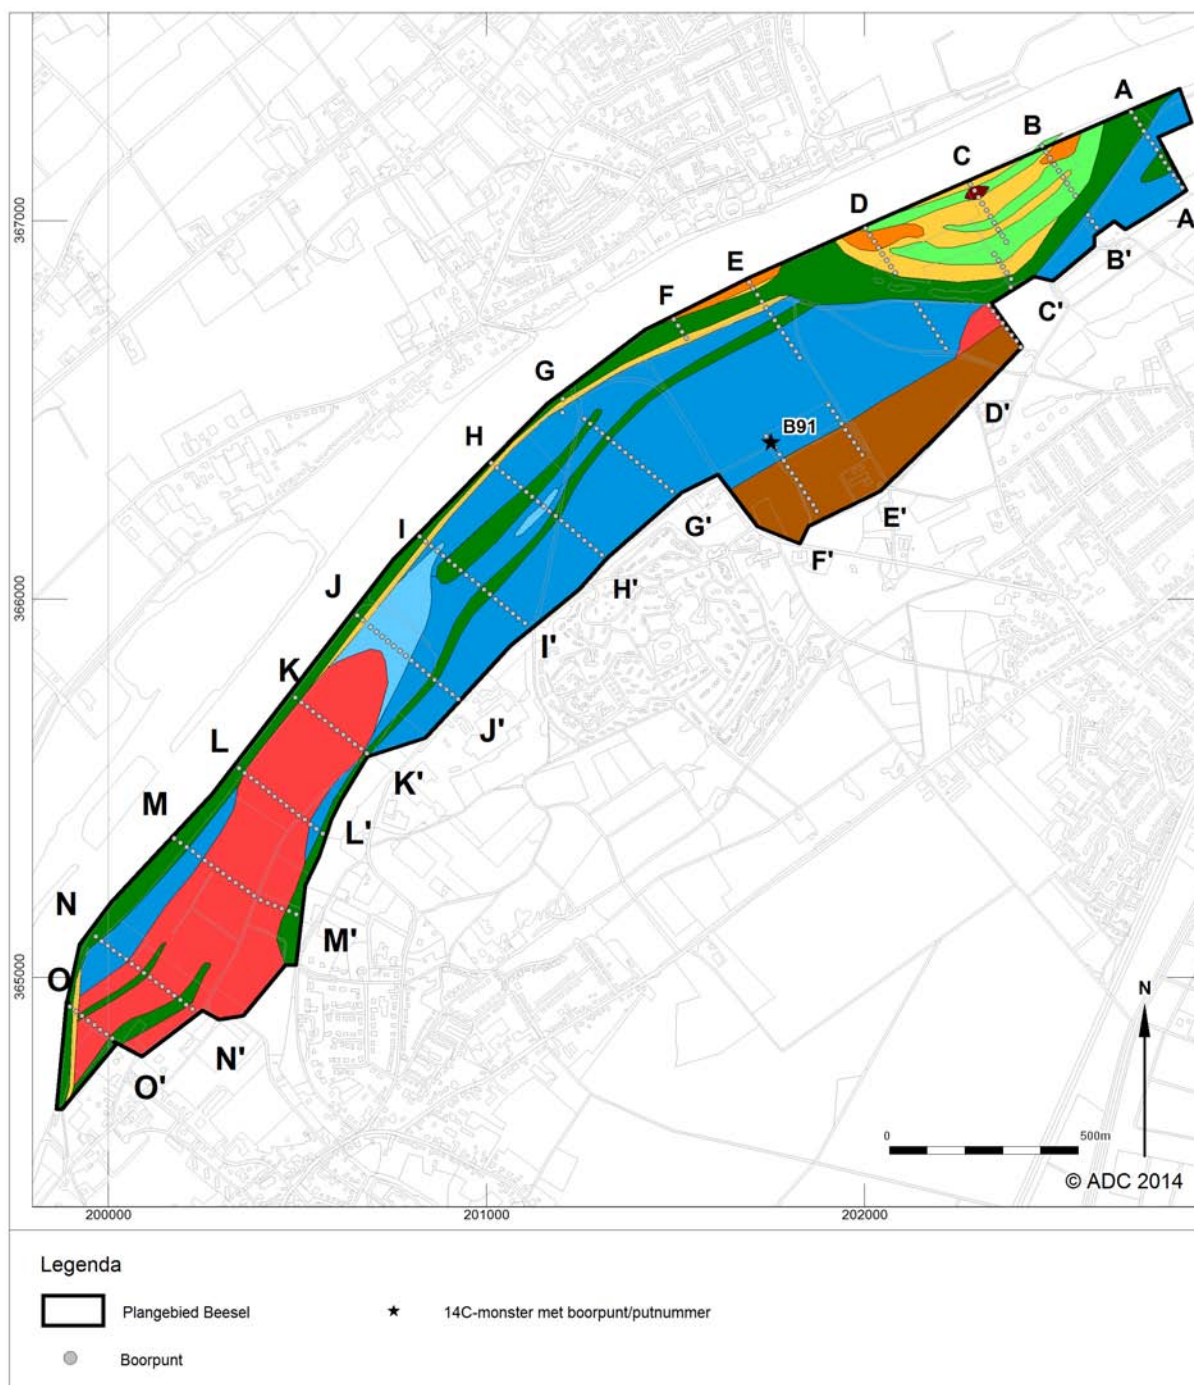 A
B
C
D
A
367000
B'
E
C'
F
G
D'
H
B91
E'
G'
I
F'
366000
H'
J
I'
K
J'
L
K'
M
L'
N
M'
365000
O
N
N'
O'
0 500m
© ADC 2014
200000 201000 202000
Legenda
Plangebied Beesel 14C-monster met boorpunt/putnummer
Boorpunt